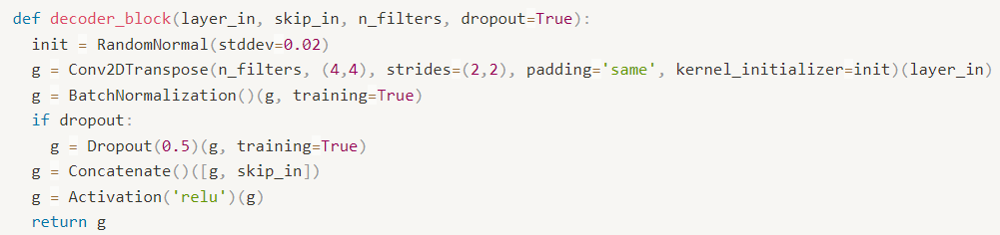 def decoder_block(layer_in, skip_in, n_filters, dropout=True):
  init = RandomNormal(stddev=0.02)
  g = Conv2DTranspose(n_filters, (4,4), strides=(2,2), padding='same', kernel_initializer=init)(layer_in)
  g = BatchNormalization()(g, training=True)
  if dropout:
    g = Dropout(0.5)(g, training=True)
  g = Concatenate()([g, skip_in])
  g = Activation('relu')(g)
  return g